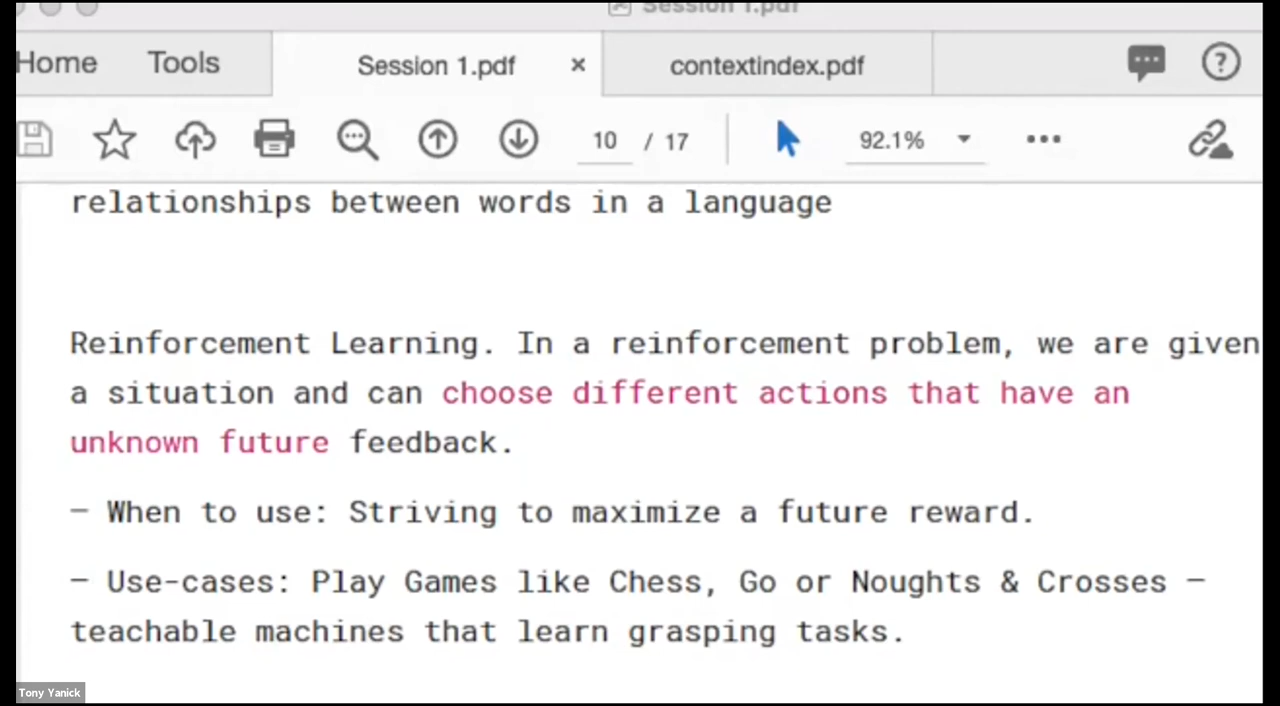 Session 1.pdf
Home Tools Session 1.pdf × contextindex.pdf
10 / 17 92.1%
relationships between words in a language
Reinforcement Learning. In a reinforcement problem, we are given
a situation and can choose different actions that have an
unknown future feedback.
— When to use: Striving to maximize a future reward.
— Use-cases: Play Games like Chess, Go or Noughts & Crosses —
teachable machines that learn grasping tasks.
Tony Yanick